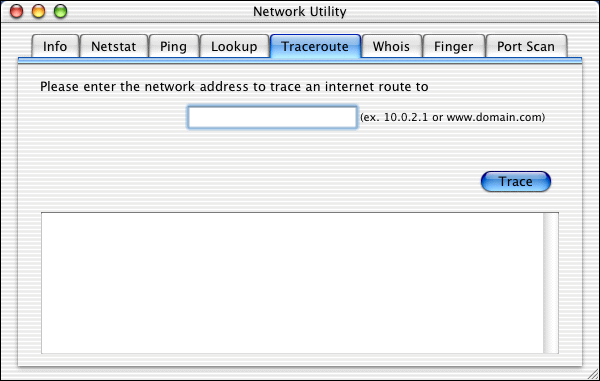 Network Utility
Info Netstat Ping Lookup Traceroute Whois Finger Port Scan
Please enter the network address to trace an internet route to
(ex. 10.0.2.1 or www.domain.com)
Trace